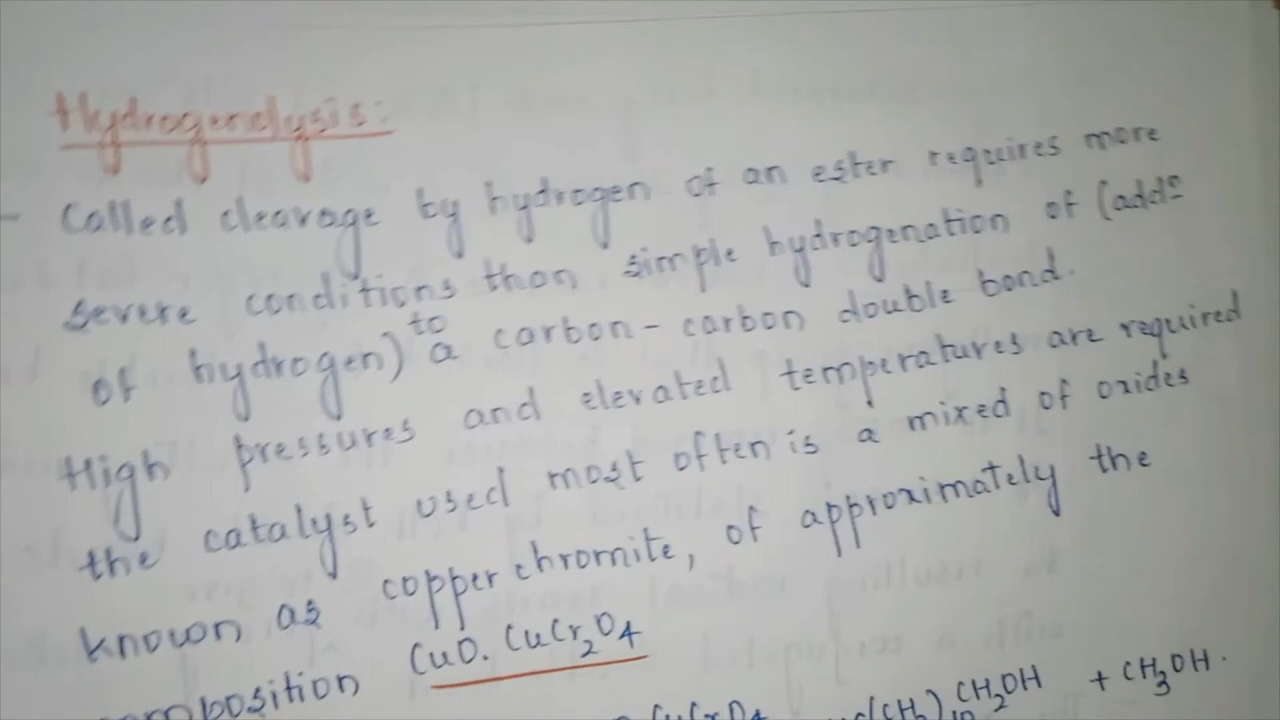 Hydrogenolysis:
- Called cleavage by hydrogen of an ester requires more
severe conditions than simple hydrogenation of (addn
of hydrogen) to a carbon-carbon double bond.
High pressures and elevated temperatures are required
the catalyst used most often is a mixed of oxides
known as copper chromite, of approximately the
composition CuO. CuCr2O4
CH2OH + CH3OH.